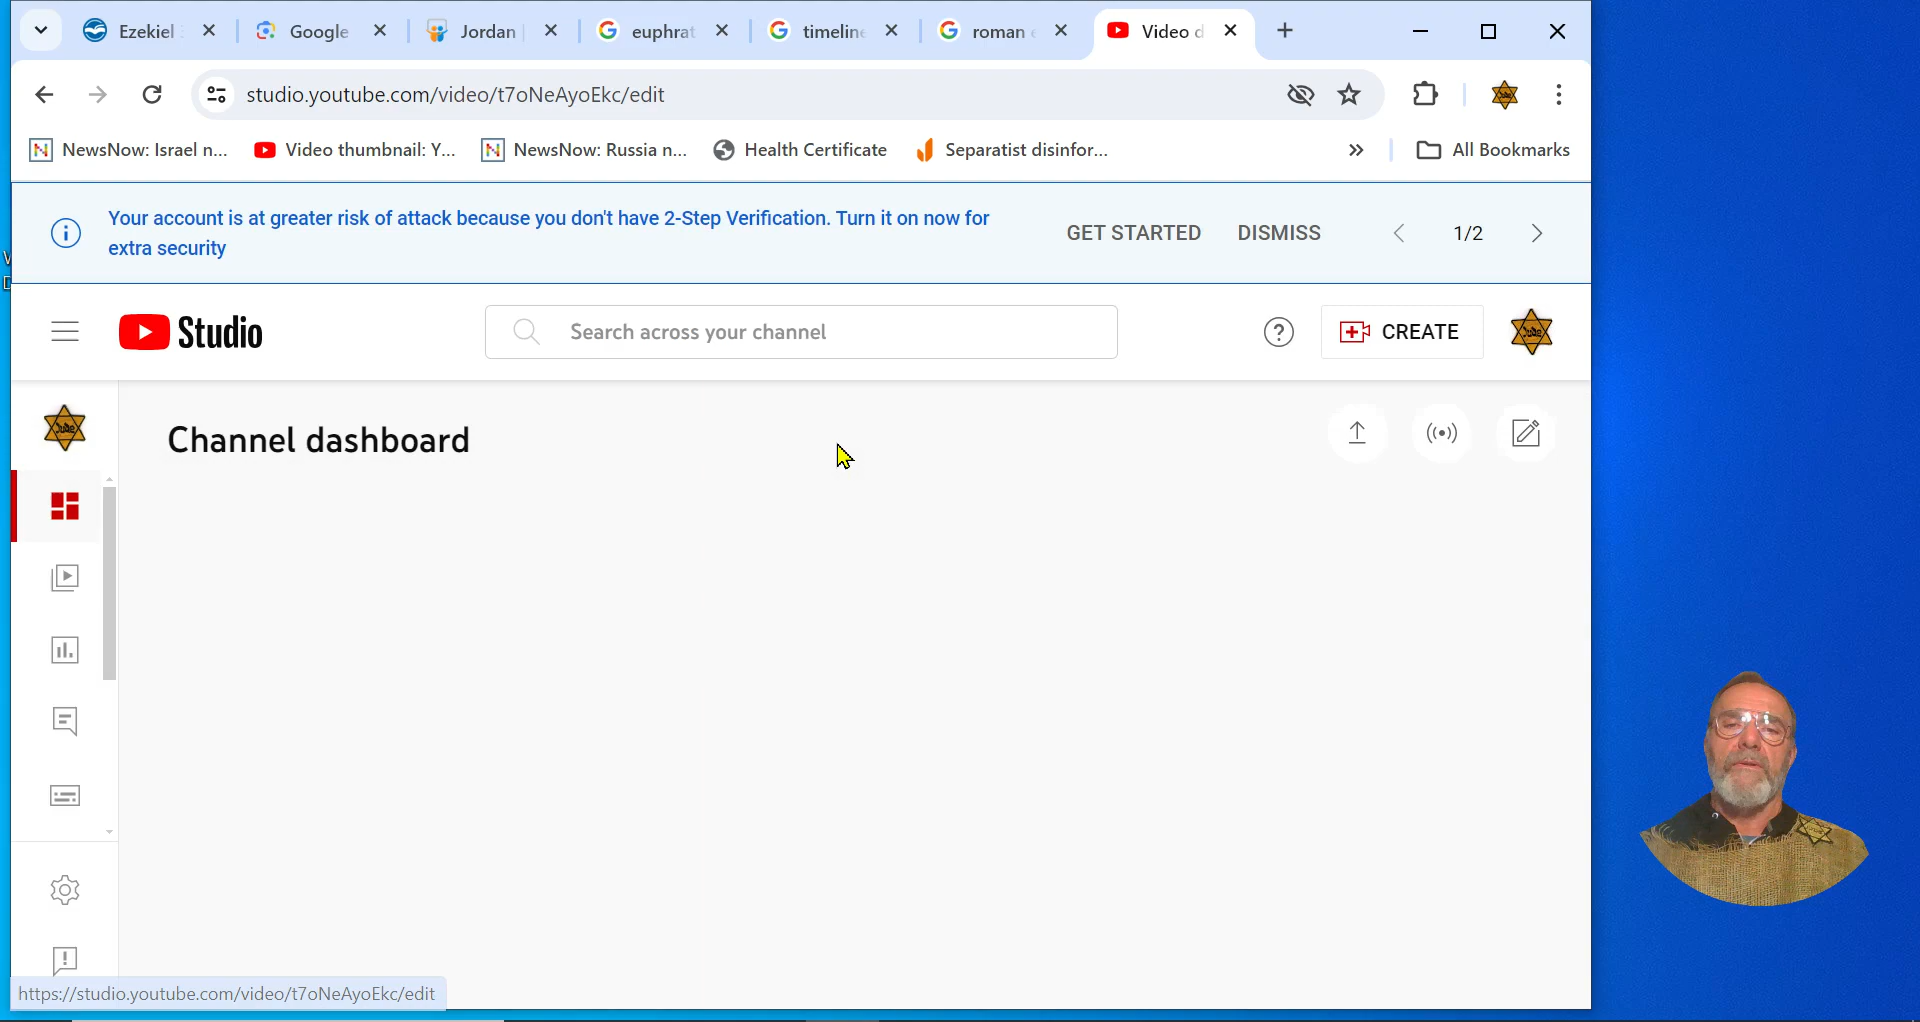 Ezekiel
Google
Jordan
euphrat
timeline
roman e
Video d
studio.youtube.com/video/t7oNeAyoEkc/edit
NewsNow: Israel n...
Video thumbnail: Y...
NewsNow: Russia n...
Health Certificate
Separatist disinfor...
All Bookmarks
Your account is at greater risk of attack because you don't have 2-Step Verification. Turn it on now for
extra security
GET STARTED
DISMISS
1/2
Studio
Search across your channel
CREATE
Jude
Jude
Channel dashboard
https://studio.youtube.com/video/t7oNeAyoEkc/edit